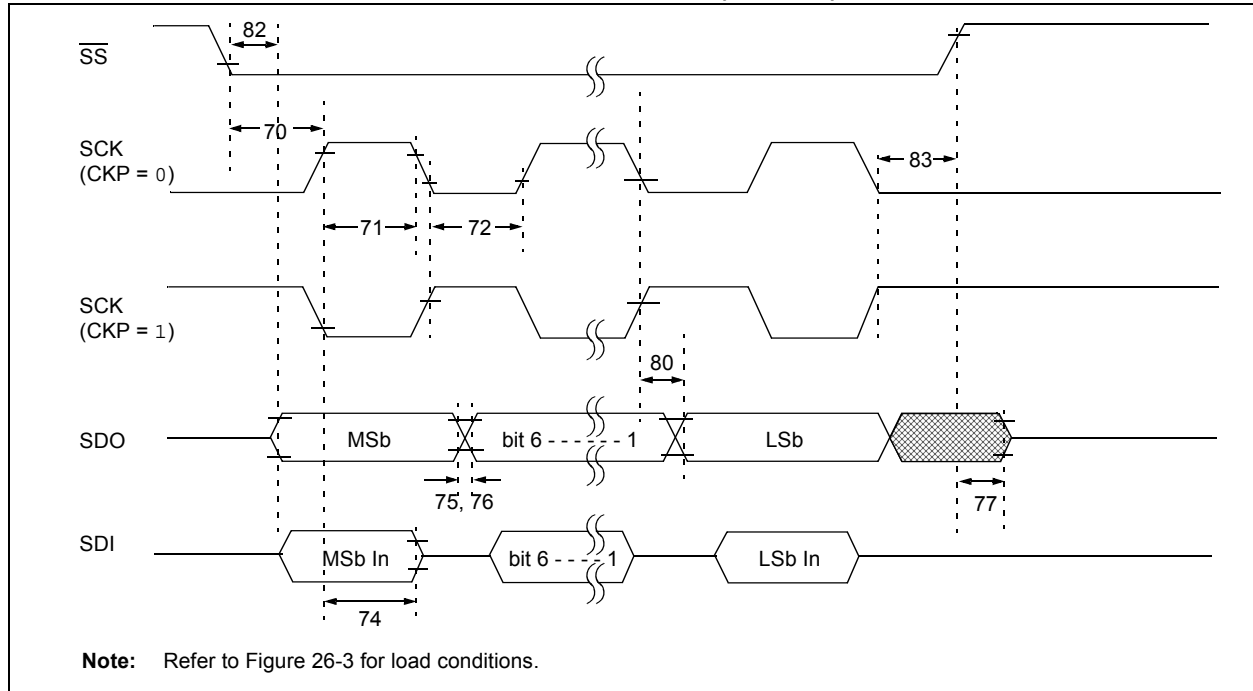 82
SS
70
SCK
(CKP = 0)
83
71
72
SCK
(CKP = 1)
80
SDO
MSb
bit 6 - - - - - - 1
LSb
75, 76
77
SDI
MSb In
bit 6 - - - - 1
LSb In
74
Note: Refer to Figure 26-3 for load conditions.